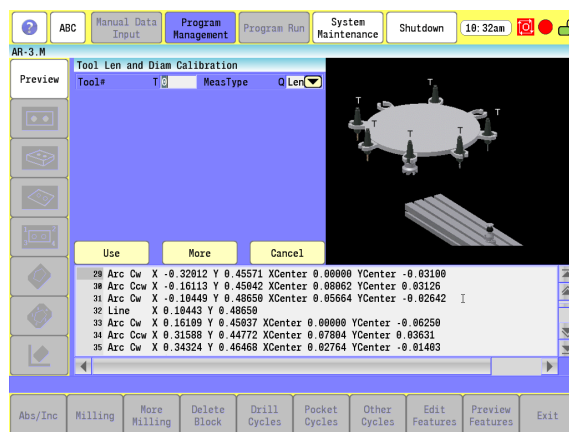 ? ABC Manual Data Input Program Management Program Run System Maintenance Shutdown 10:32am
AR-3.M
Preview
Tool Len and Diam Calibration
Tool# T 0 MeasType Q Len
T T T T T T
Use More Cancel
29 Arc Cw X -0.32012 Y 0.45571 XCenter 0.00000 YCenter -0.03100
30 Arc Ccw X -0.16113 Y 0.45042 XCenter 0.08062 YCenter 0.03126
31 Arc Cw X -0.10449 Y 0.48650 XCenter 0.05664 YCenter -0.02642
32 Line X 0.10443 Y 0.48650
33 Arc Cw X 0.16109 Y 0.45037 XCenter 0.00000 YCenter -0.06250
34 Arc Ccw X 0.31588 Y 0.44772 XCenter 0.07804 YCenter 0.03631
35 Arc Cw X 0.34324 Y 0.46468 XCenter 0.02764 YCenter -0.01403
Abs/Inc Milling More Milling Delete Block Drill Cycles Pocket Cycles Other Cycles Edit Features Preview Features Exit